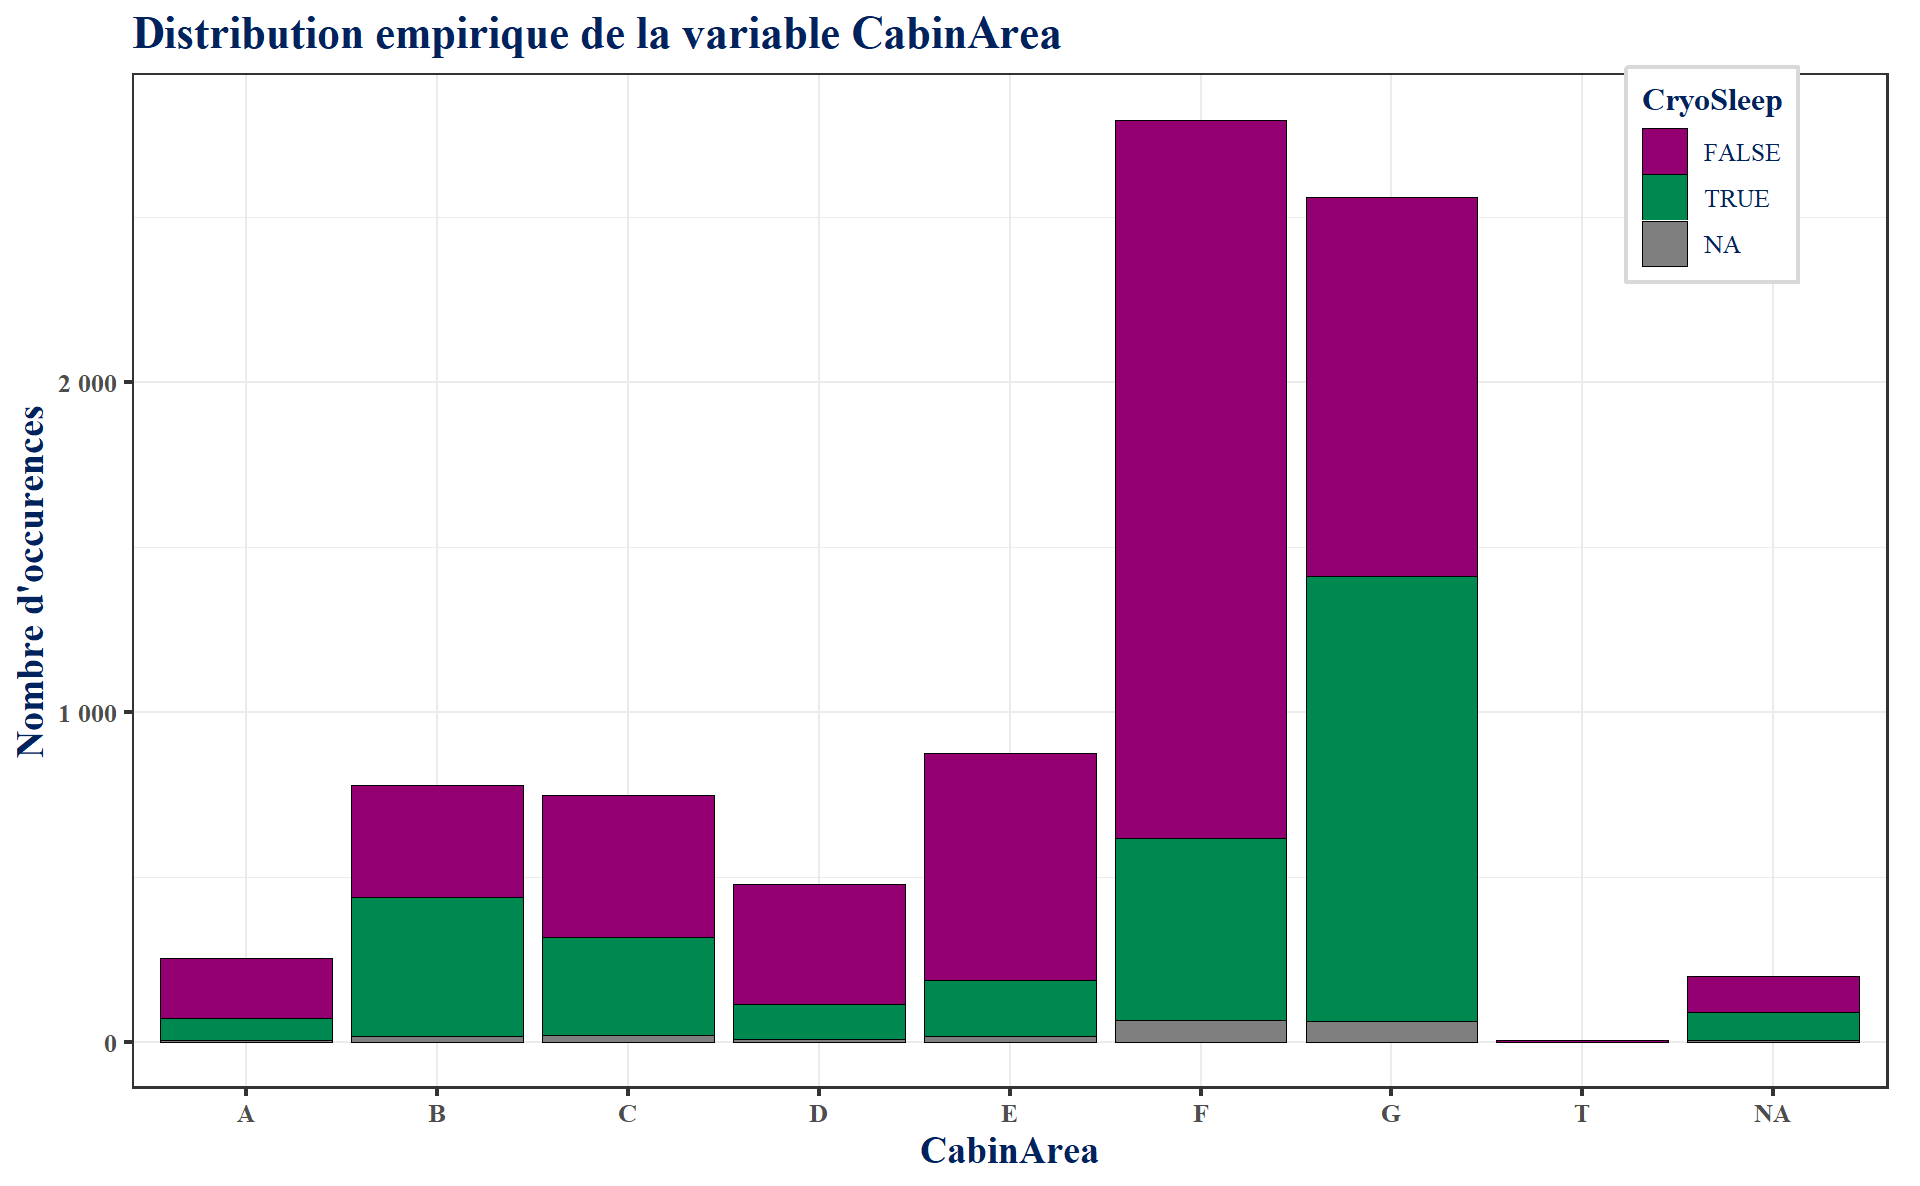 Distribution empirique de la variable CabinArea
CryoSleep
FALSE
TRUE
NA
Nombre d'occurences
2 000
1 000
0
A B C D E F G T NA
CabinArea